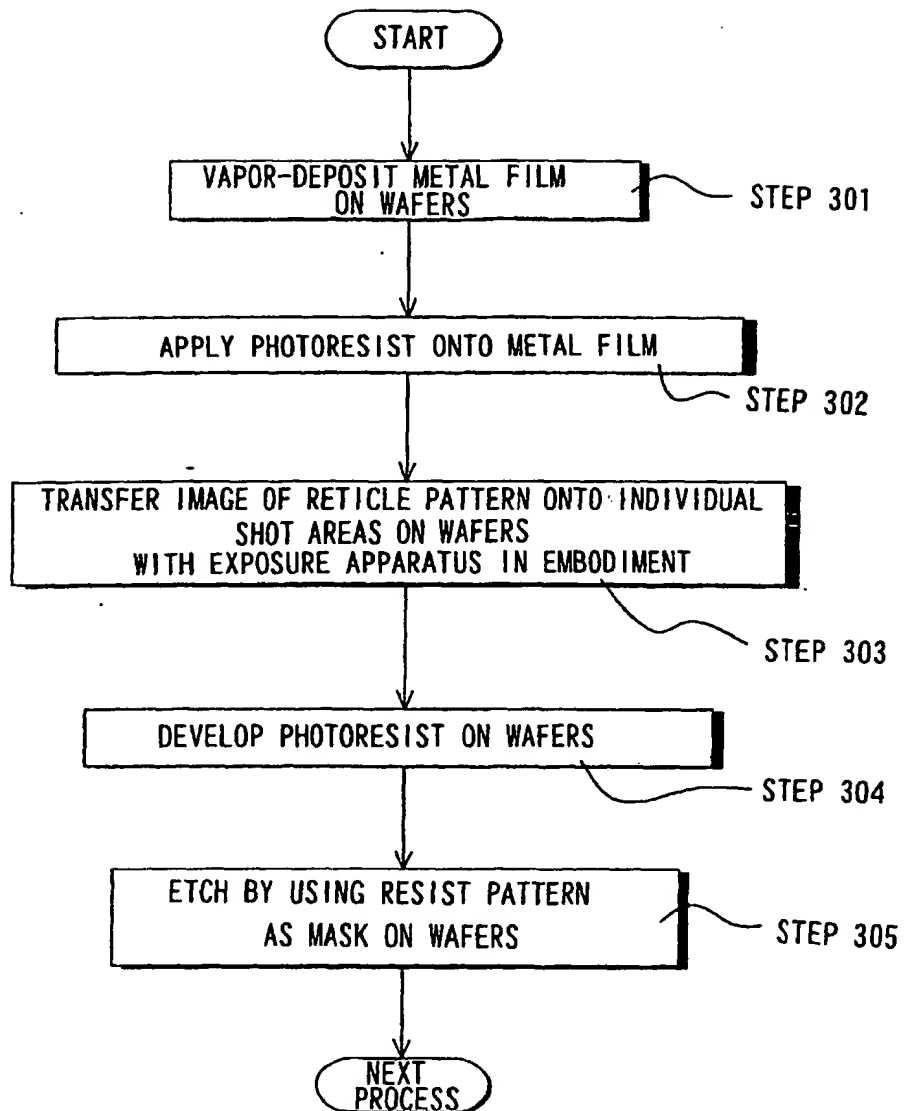 START
VAPOR-DEPOSIT METAL FILM
ON WAFERS
STEP 301
APPLY PHOTORESIST ONTO METAL FILM
STEP 302
TRANSFER IMAGE OF RETICLE PATTERN ONTO INDIVIDUAL
SHOT AREAS ON WAFERS
WITH EXPOSURE APPARATUS IN EMBODIMENT
STEP 303
DEVELOP PHOTORESIST ON WAFERS
STEP 304
ETCH BY USING RESIST PATTERN
AS MASK ON WAFERS
STEP 305
NEXT
PROCESS